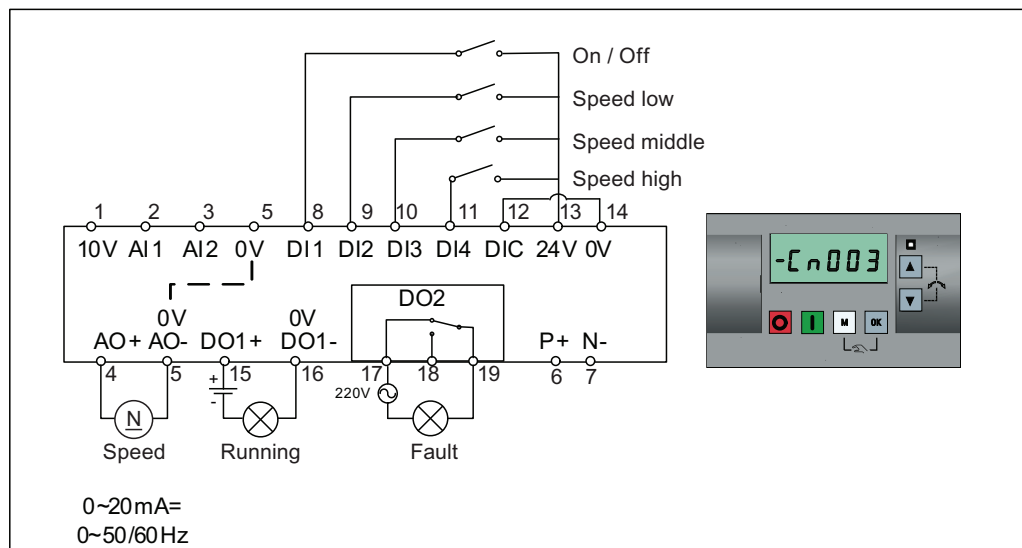 On / Off
Speed low
Speed middle
Speed high
1 2 3 5 8 9 10 11 12 13 14
10V AI1 AI2 0V DI1 DI2 DI3 DI4 DIC 24V 0V
DO2
0V 0V
AO+ AO- DO1+ DO1- P+ N-
4 5 15 16 17 18 19 6 7
+
-
220V
N
Speed Running Fault
0~20mA=
0~50/60Hz
-Cn003
M OK